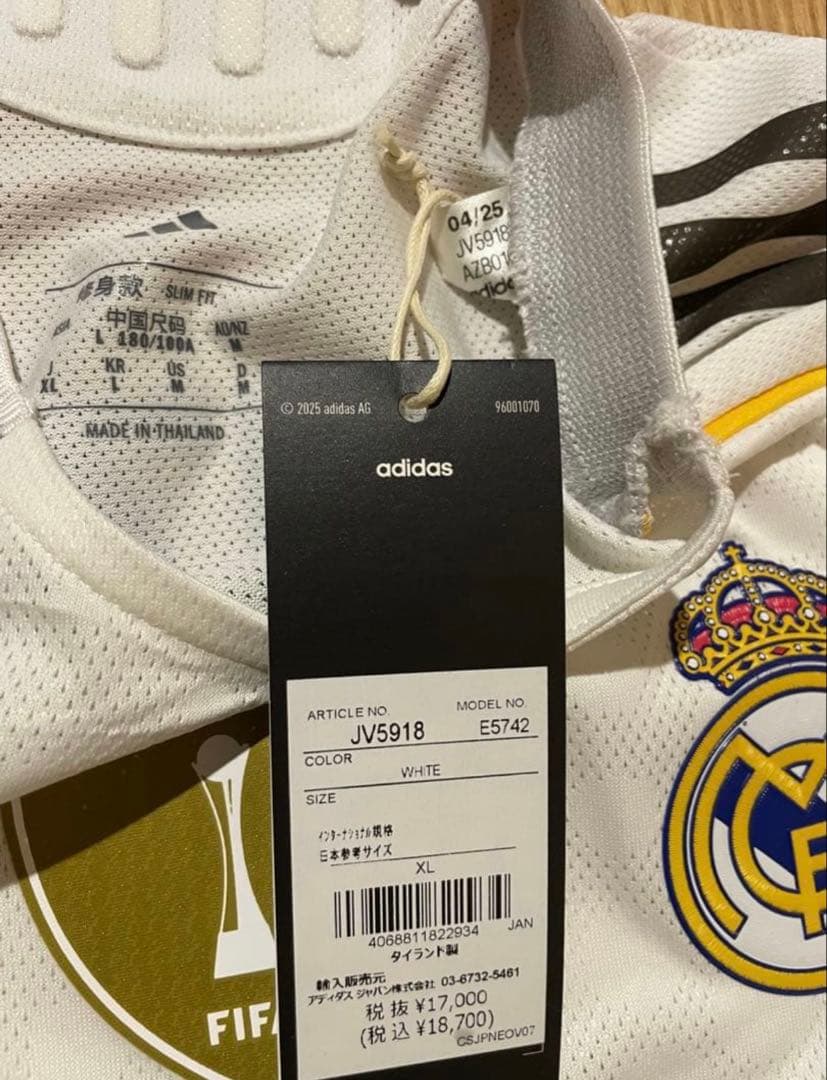 04/25
JV5918
AZB01
adidas
修身款 SLIM FIT
ASIA 中国尺码 AU/NZ
L 180/100A M
J KR US D
XL L M M
MADE IN THAILAND
© 2025 adidas AG 96001070
adidas
ARTICLE NO. MODEL NO.
JV5918 E5742
COLOR
WHITE
SIZE
インターナショナル規格
日本参考サイズ
XL
4068811822934 JAN
タイランド製
輸入販売元
アディダス ジャパン株式会社 03-6732-5461
税抜 ¥17,000
(税込 ¥18,700)
CSJPNEOV07
FIFA